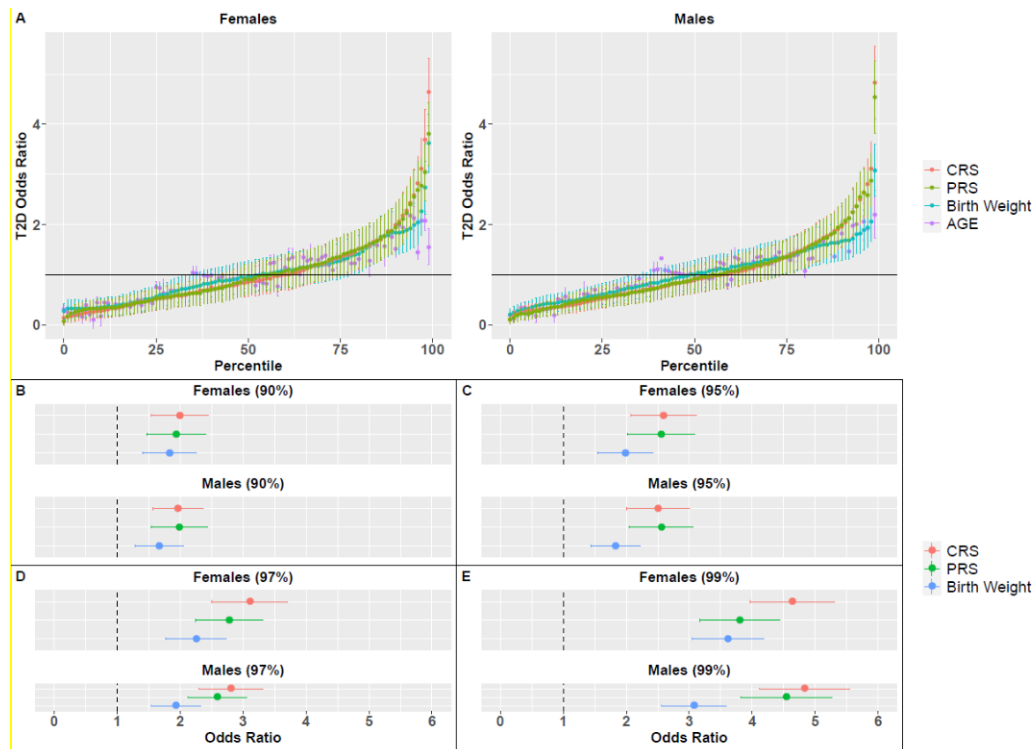 A
Females
Males
T2D Odds Ratio
4
2
0
0 25 50 75 100
Percentile
T2D Odds Ratio
4
2
0
0 25 50 75 100
Percentile
CRS
PRS
Birth Weight
AGE
B
Females (90%)
Males (90%)
C
Females (95%)
Males (95%)
D
Females (97%)
Males (97%)
0 1 2 3 4 5 6
Odds Ratio
E
Females (99%)
Males (99%)
0 1 2 3 4 5 6
Odds Ratio
CRS
PRS
Birth Weight